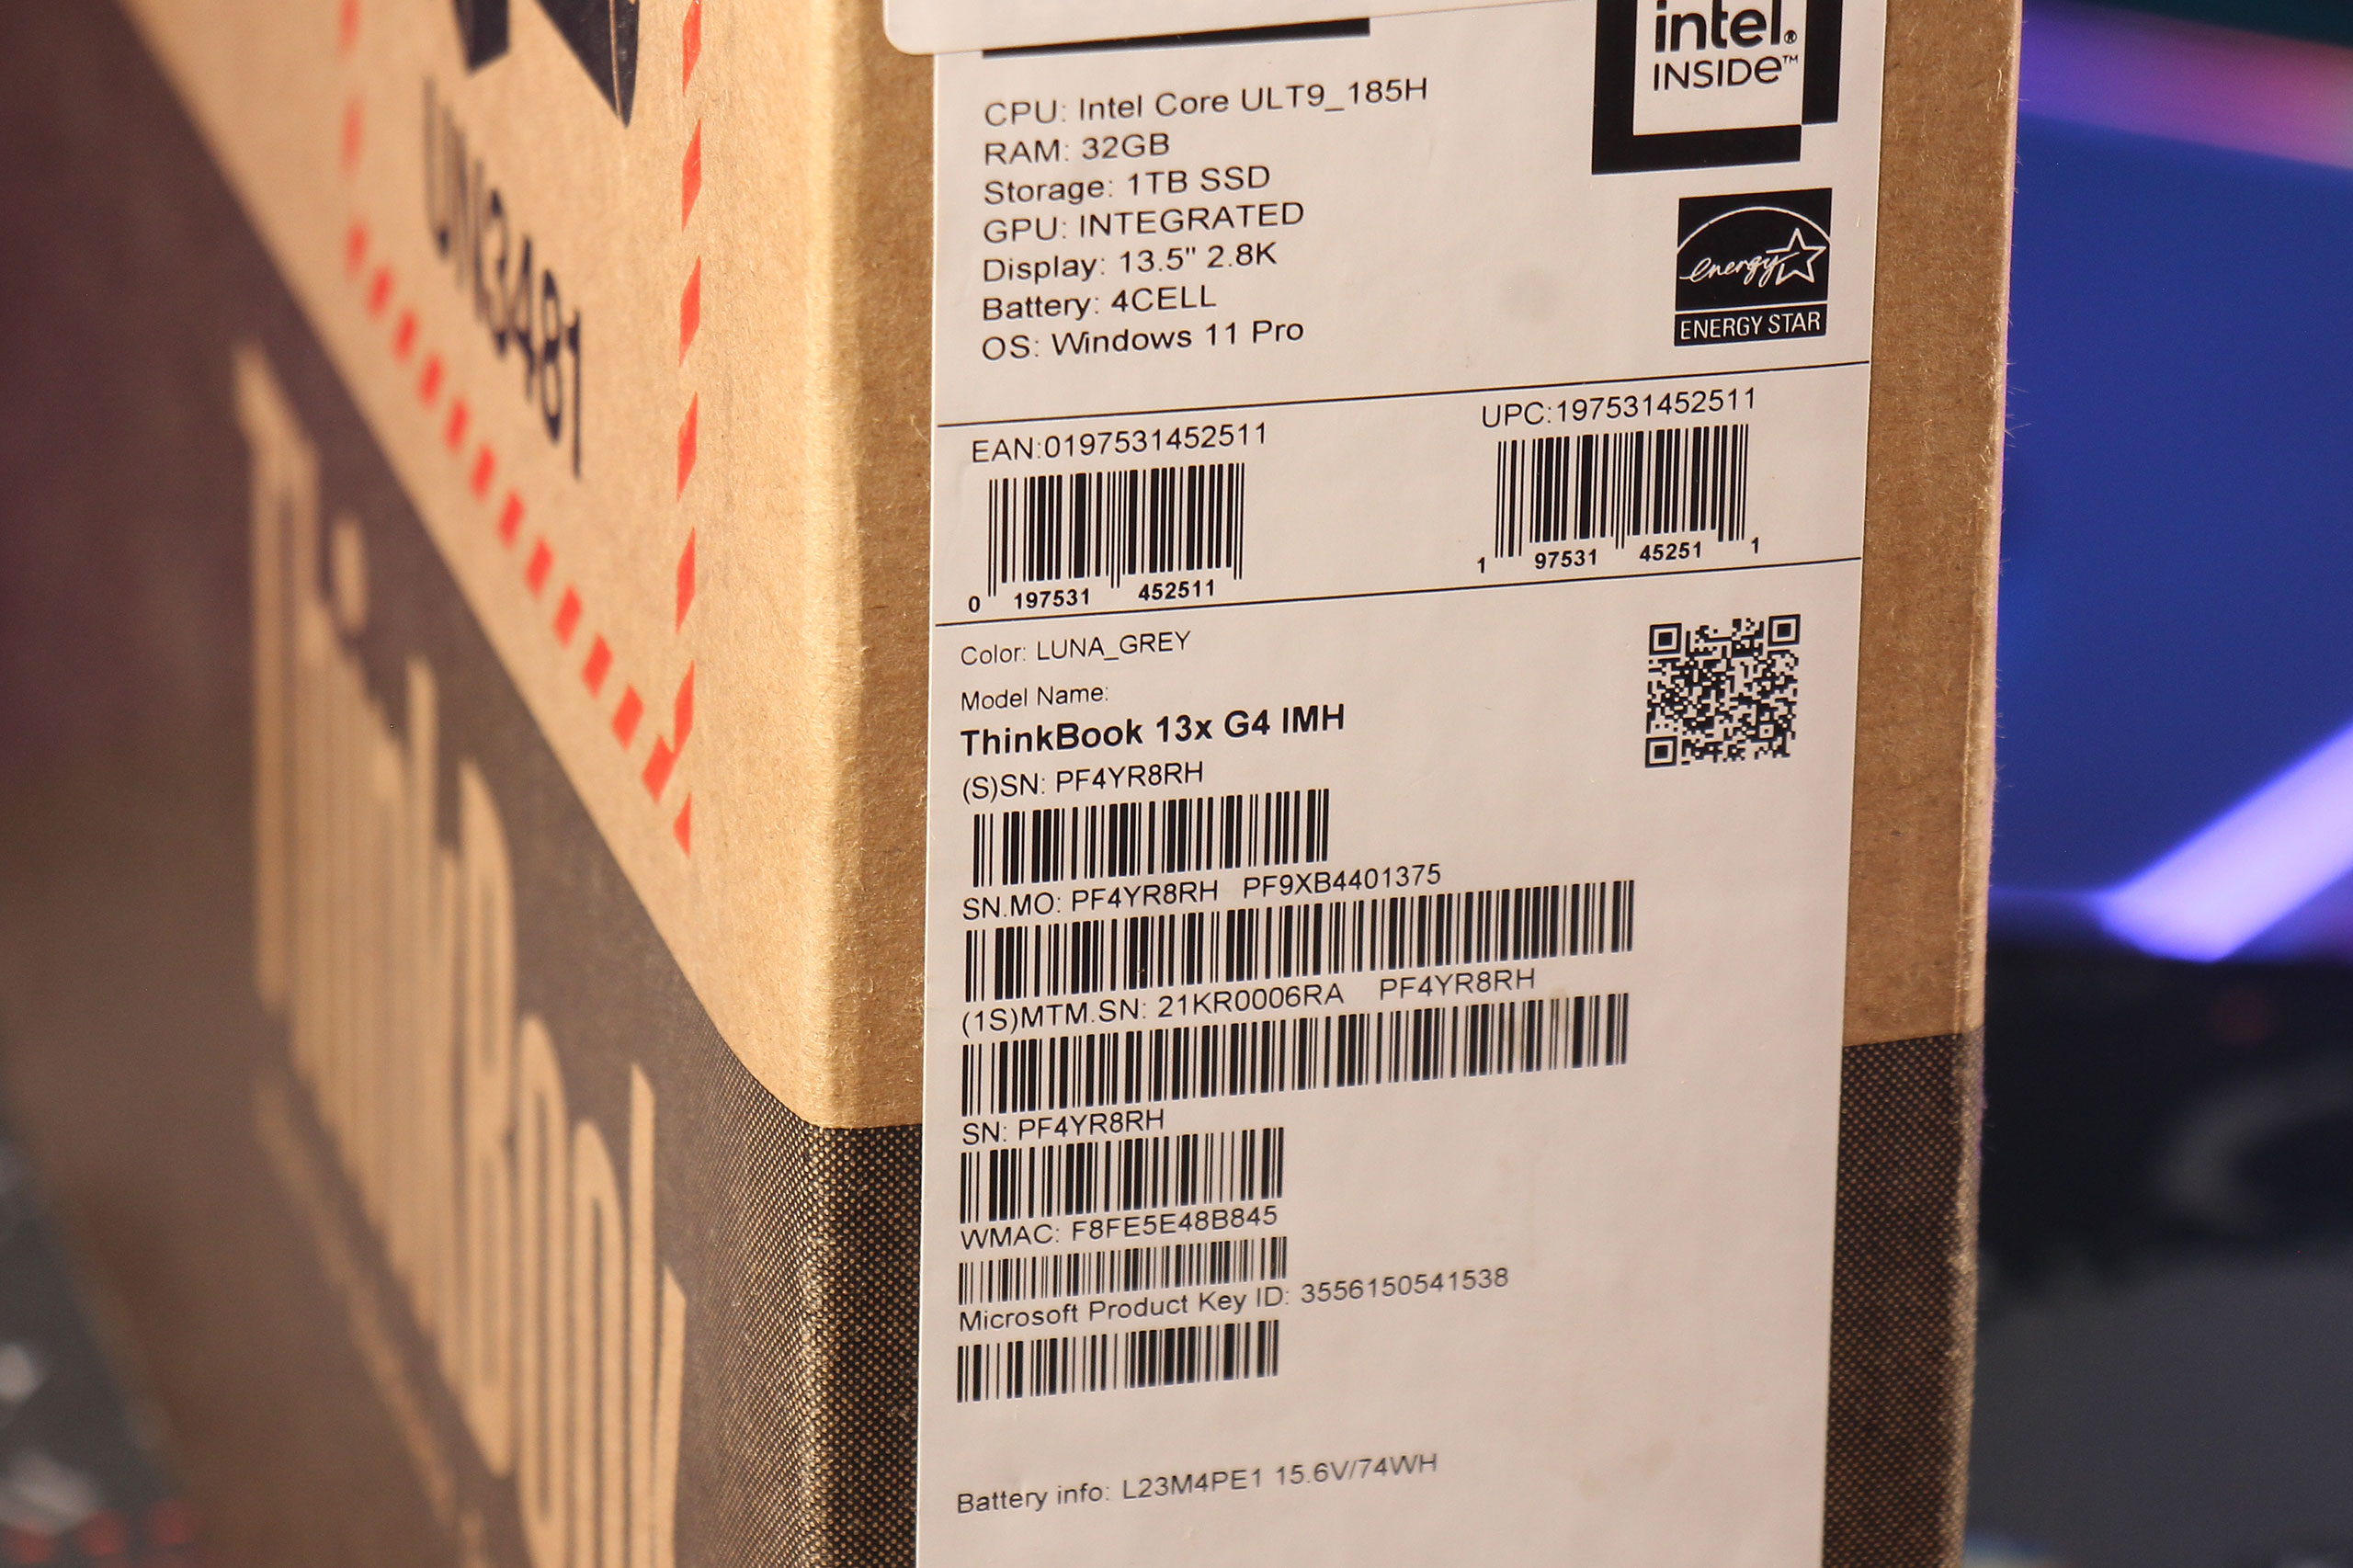 intel.®
INSIDE™
CPU: Intel Core ULT9_185H
RAM: 32GB
Storage: 1TB SSD
GPU: INTEGRATED
Display: 13.5" 2.8K
Battery: 4CELL
OS: Windows 11 Pro
energy
ENERGY STAR
EAN:0197531452511
UPC:197531452511
0 197531 452511
1 97531 45251 1
Color: LUNA_GREY
Model Name:
ThinkBook 13x G4 IMH
(S)SN: PF4YR8RH
SN.MO: PF4YR8RH PF9XB4401375
(1S)MTM.SN: 21KR0006RA PF4YR8RH
SN: PF4YR8RH
WMAC: F8FE5E48B845
Microsoft Product Key ID: 3556150541538
Battery info: L23M4PE1 15.6V/74WH
UN3481
ThinkBook